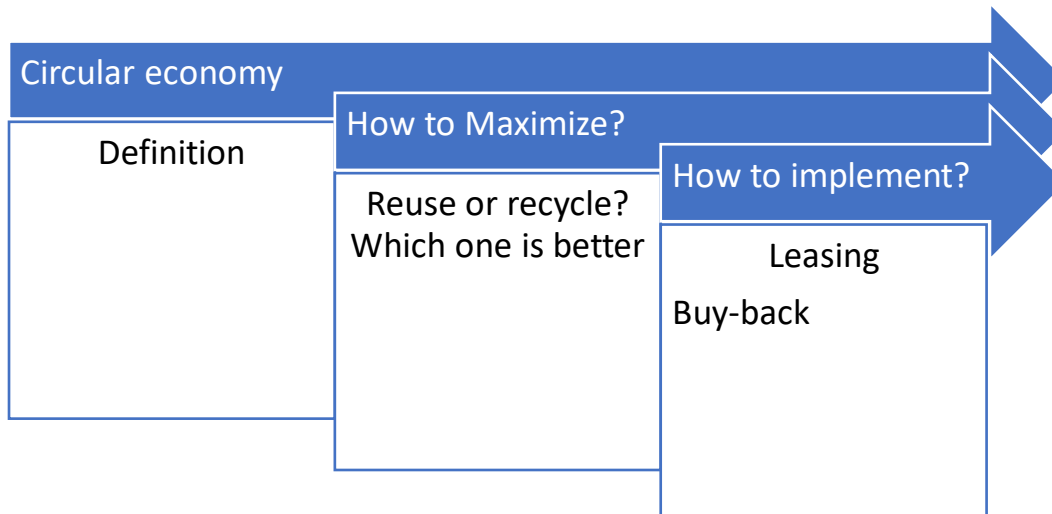 Circular economy
Definition
How to Maximize?
Reuse or recycle?
Which one is better
How to implement?
Leasing
Buy-back